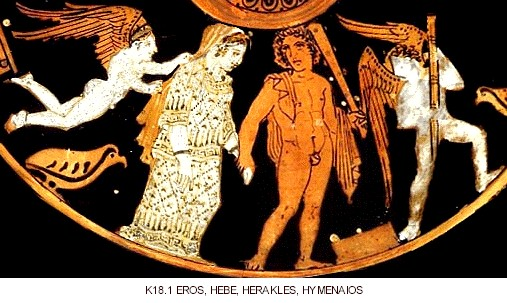 K18.1 EROS, HEBE, HERAKLES, HYMENAIOS